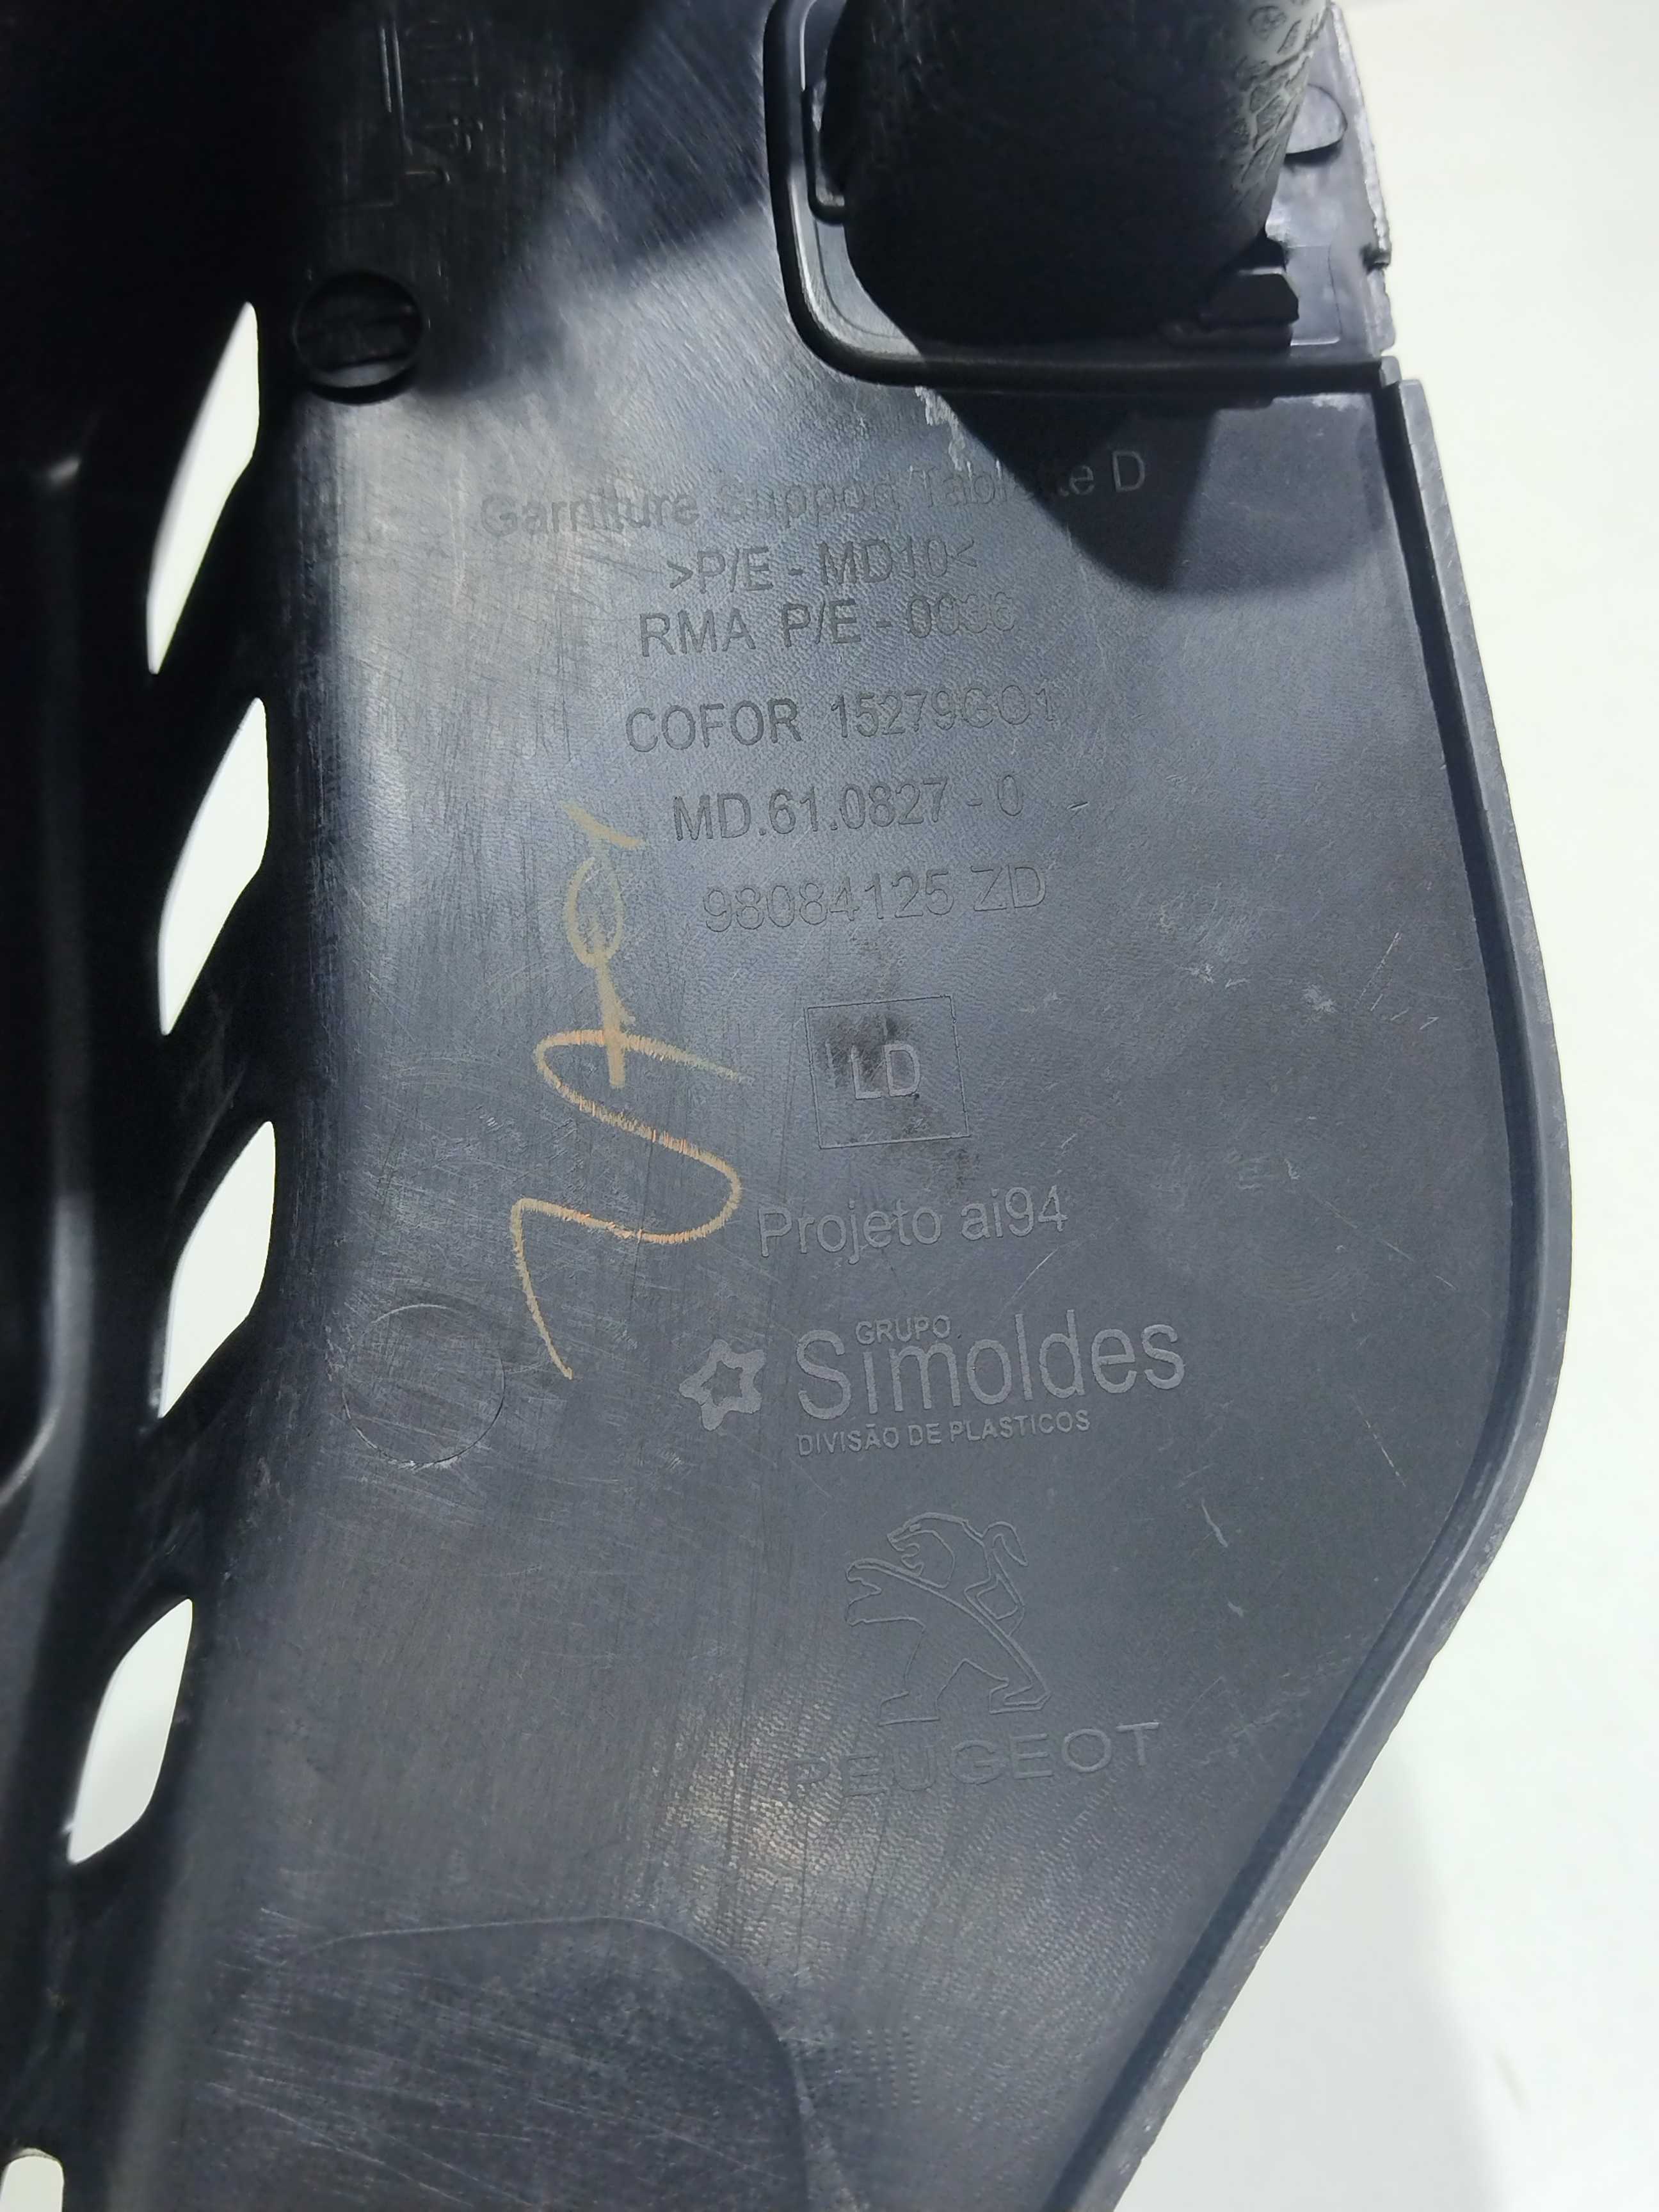 Garniture Support Tablette D
>P/E - MD10<
RMA P/E - 0036
COFOR 15279GO1
MD.61.0827 - 0
98084125 ZD
LD
Projeto ai94
GRUPO
Simoldes
DIVISÃO DE PLASTICOS
PEUGEOT